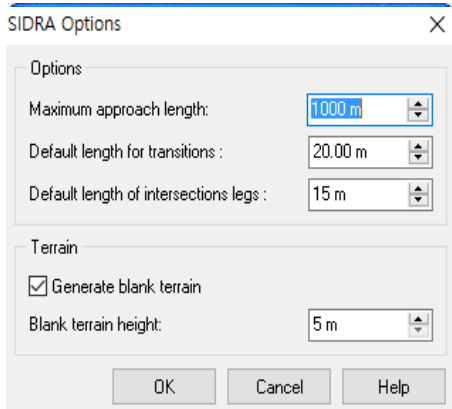 SIDRA Options
Options
Maximum approach length: 1000 m
Default length for transitions : 20.00 m
Default length of intersections legs : 15 m
Terrain
Generate blank terrain
Blank terrain height: 5 m
OK Cancel Help